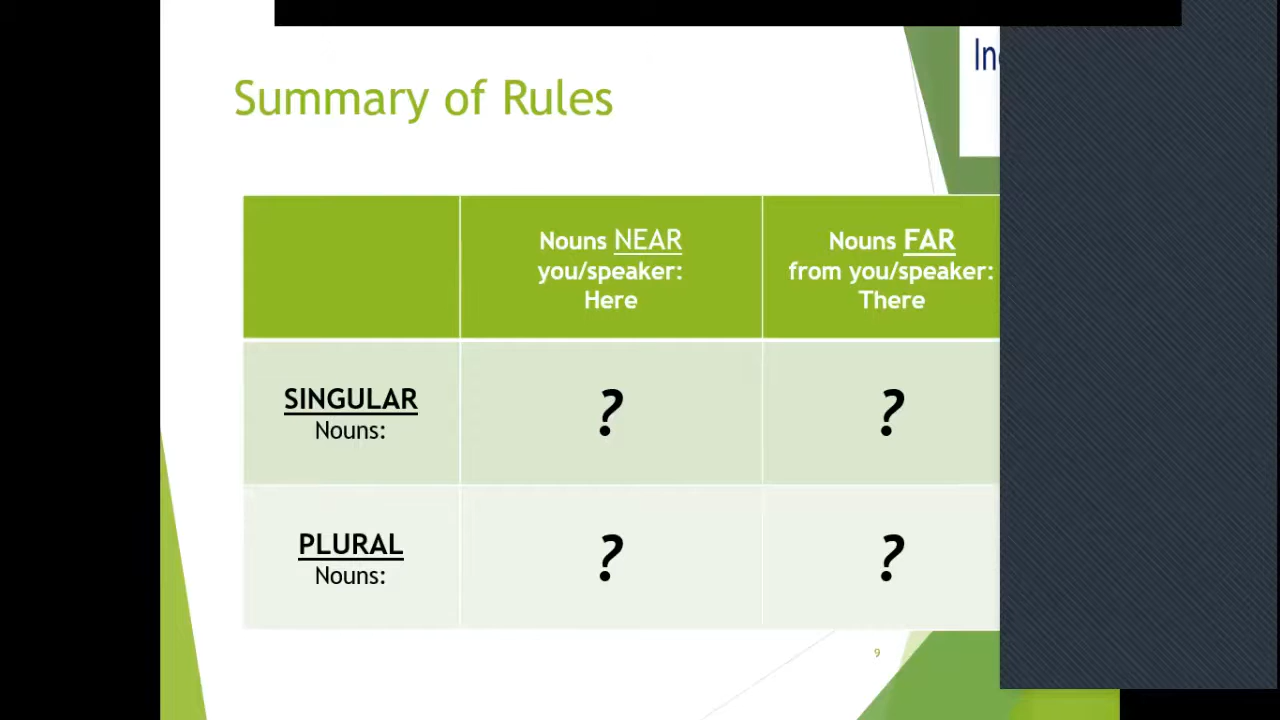 Summary of Rules
Nouns NEAR
you/speaker:
Here
Nouns FAR
from you/speaker:
There
SINGULAR
Nouns:
?
?
PLURAL
Nouns:
?
?
9